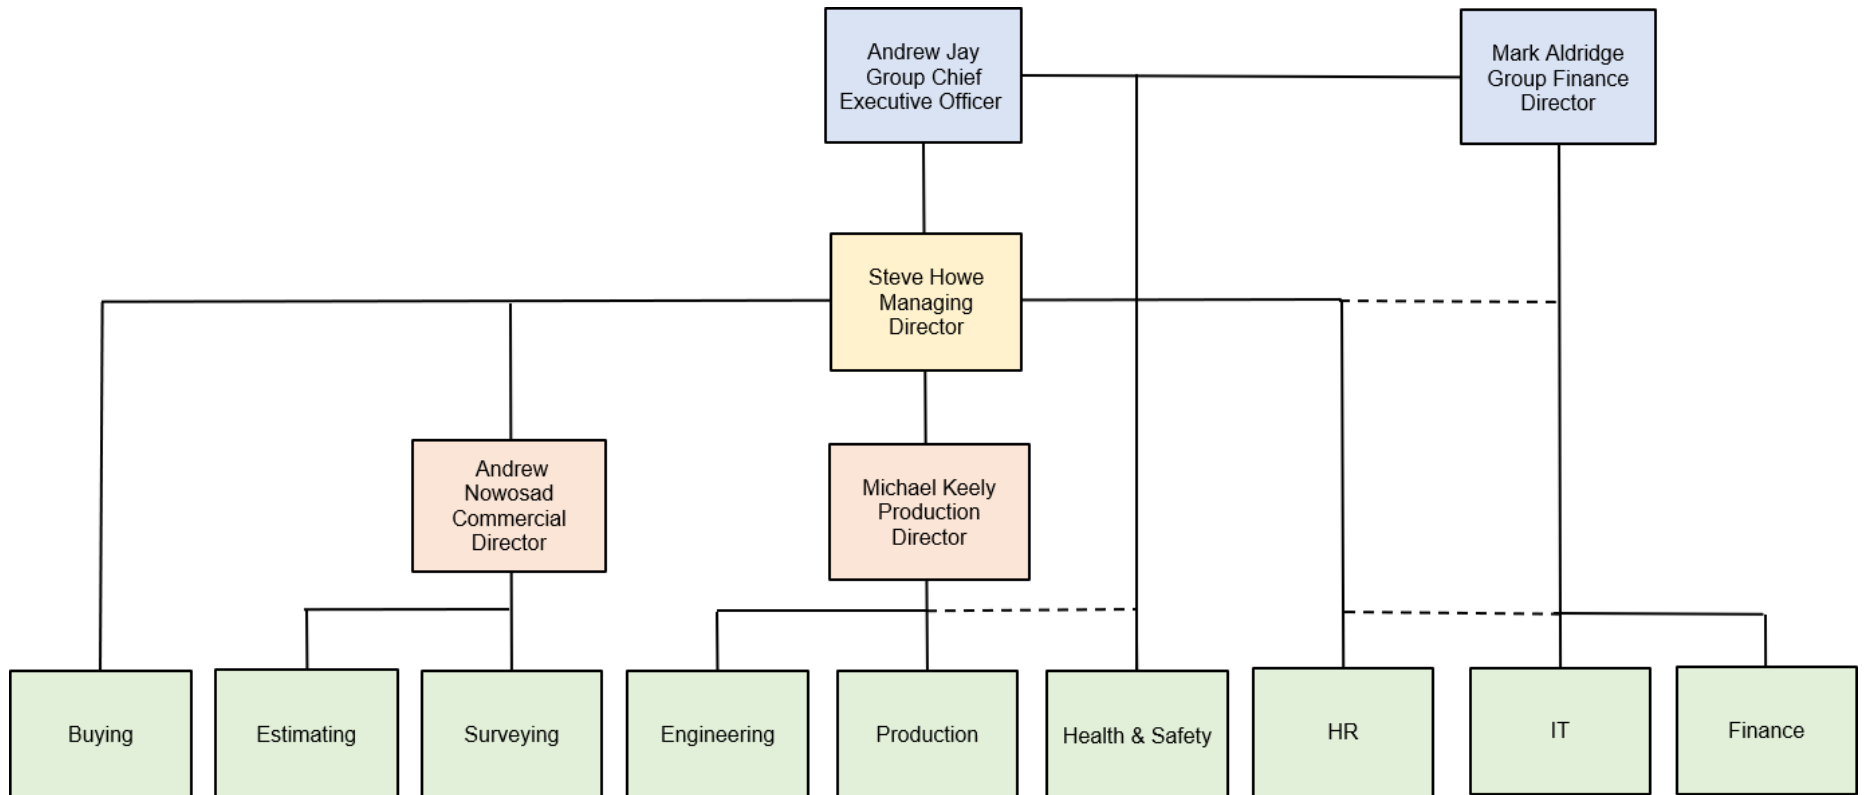 Andrew Jay
Group Chief
Executive Officer
Mark Aldridge
Group Finance
Director
Steve Howe
Managing
Director
Andrew
Nowosad
Commercial
Director
Michael Keely
Production
Director
Buying
Estimating
Surveying
Engineering
Production
Health & Safety
HR
IT
Finance